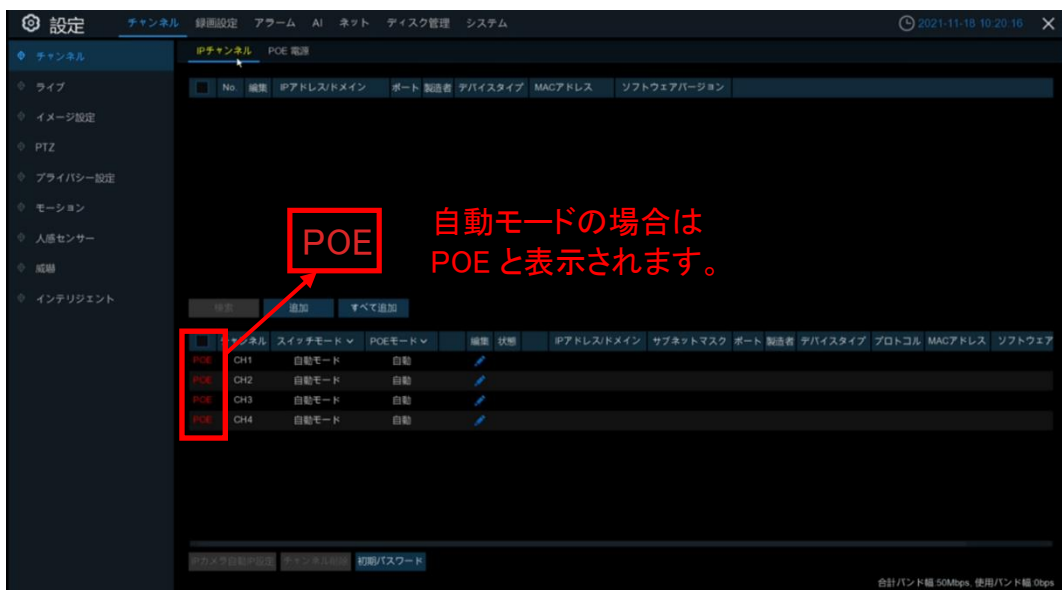 設定 チャンネル 録画設定 アラーム AI ネット ディスク管理 システム 2021-11-18 10:20:16
チャンネル
ライブ
イメージ設定
PTZ
プライバシー設定
モーション
人感センサー
威嚇
インテリジェント
IPチャンネル POE 電源
No. 編集 IPアドレス/ドメイン ポート 製造者 デバイスタイプ MACアドレス ソフトウェアバージョン
POE
自動モードの場合は
POE と表示されます。
検索 追加 すべて追加
チャンネル スイッチモード POEモード 編集 状態 IPアドレス/ドメイン サブネットマスク ポート 製造者 デバイスタイプ プロトコル MACアドレス ソフトウェア
POE CH1 自動モード 自動
POE CH2 自動モード 自動
POE CH3 自動モード 自動
POE CH4 自動モード 自動
IPカメラ自動IP設定 チャンネル削除 初期パスワード
合計バンド幅:50Mbps, 使用バンド幅:0bps